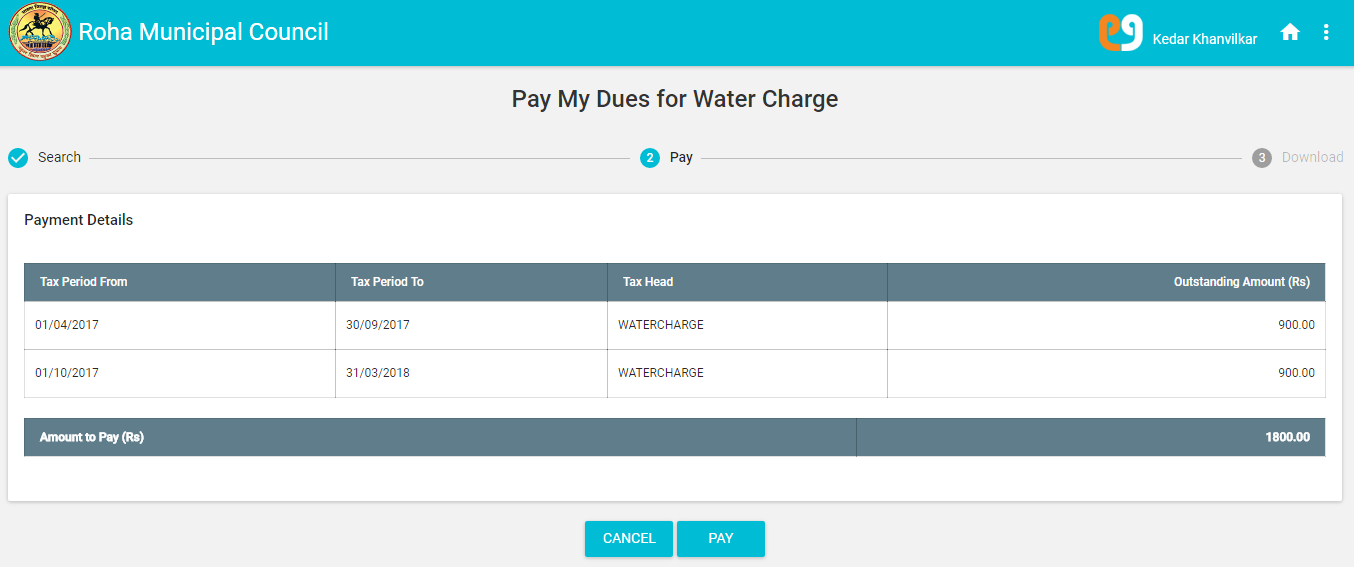 Roha Municipal Council
Kedar Khanvilkar
Pay My Dues for Water Charge
Search 2 Pay 3 Download
Payment Details
Tax Period From Tax Period To Tax Head Outstanding Amount (Rs)
01/04/2017 30/09/2017 WATERCHARGE 900.00
01/10/2017 31/03/2018 WATERCHARGE 900.00
Amount to Pay (Rs) 1800.00
CANCEL PAY